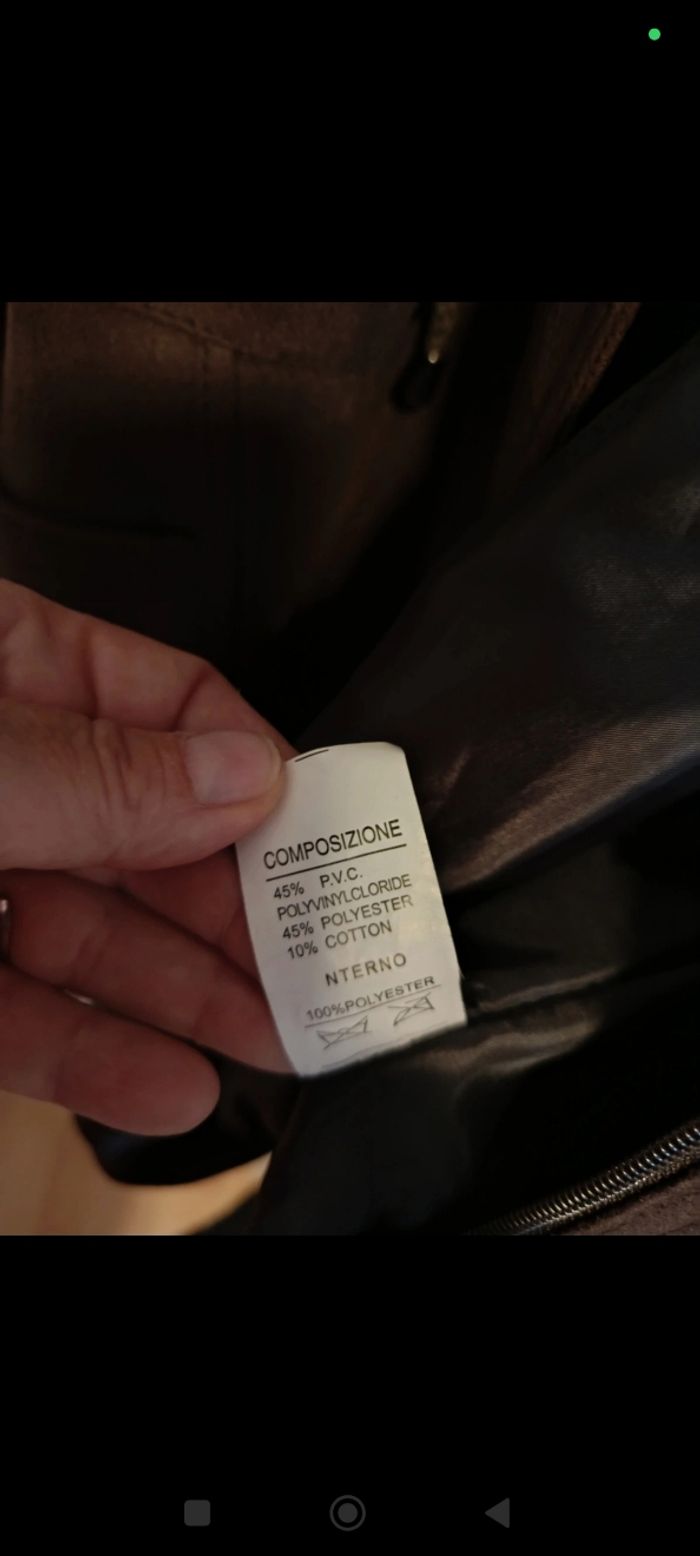 COMPOSIZIONE
45% P.V.C.
POLYVINYLCLORIDE
45% POLYESTER
10% COTTON
NTERNO
100%POLYESTER